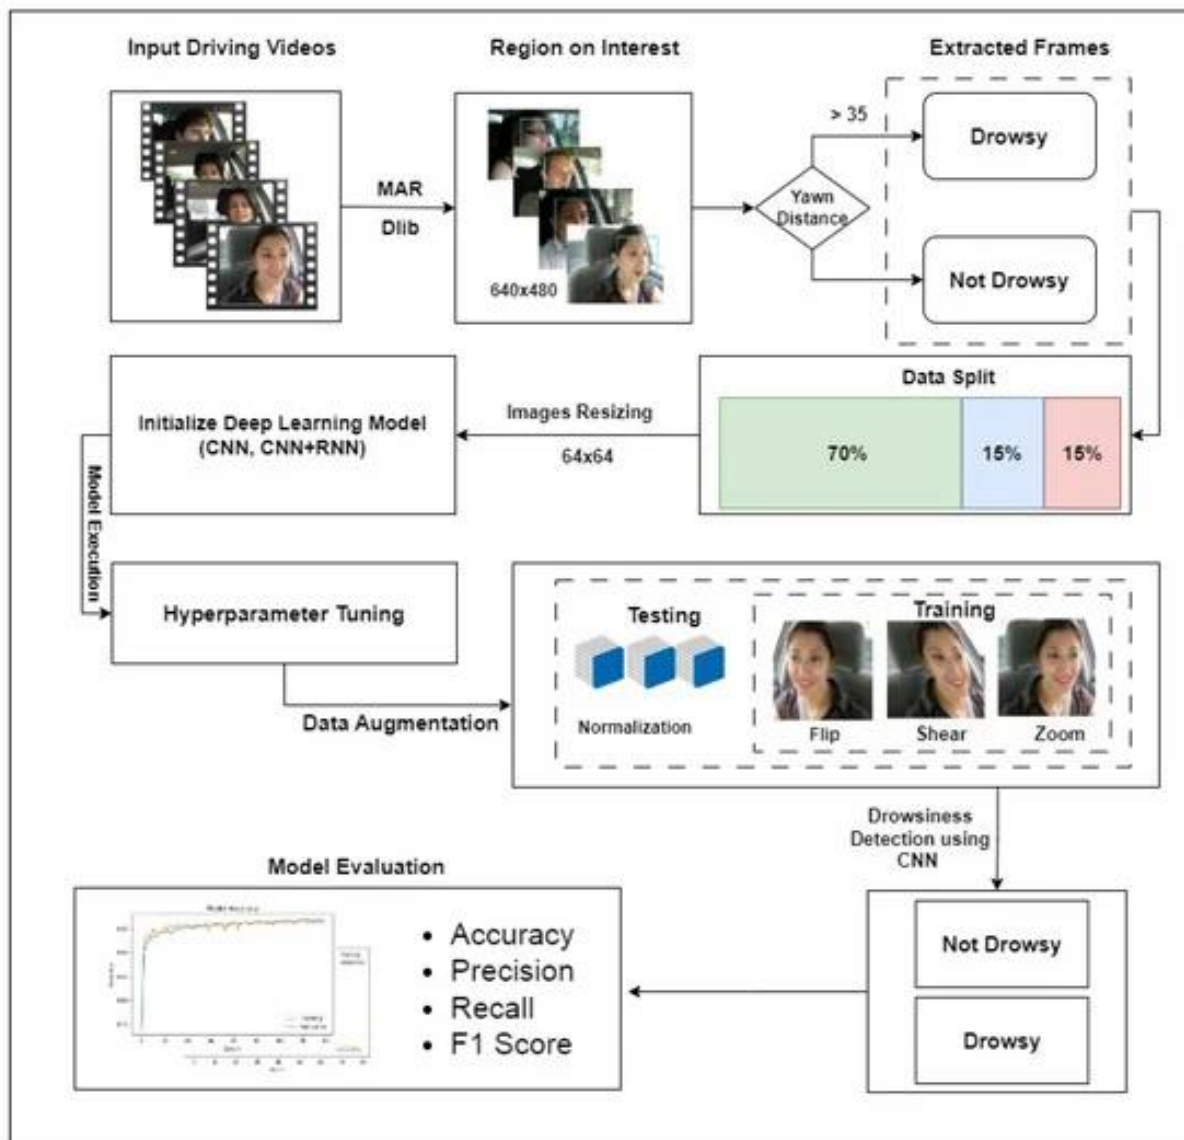 Input Driving Videos
Region on Interest
Extracted Frames
MAR
Dlib
640x480
Yawn
Distance
> 35
Drowsy
Not Drowsy
Data Split
70%
15%
15%
Images Resizing
64x64
Initialize Deep Learning Model
(CNN, CNN+RNN)
Model Execution
Hyperparameter Tuning
Data Augmentation
Testing
Normalization
Training
Flip
Shear
Zoom
Drowsiness
Detection using
CNN
Not Drowsy
Drowsy
Model Evaluation
• Accuracy
• Precision
• Recall
• F1 Score